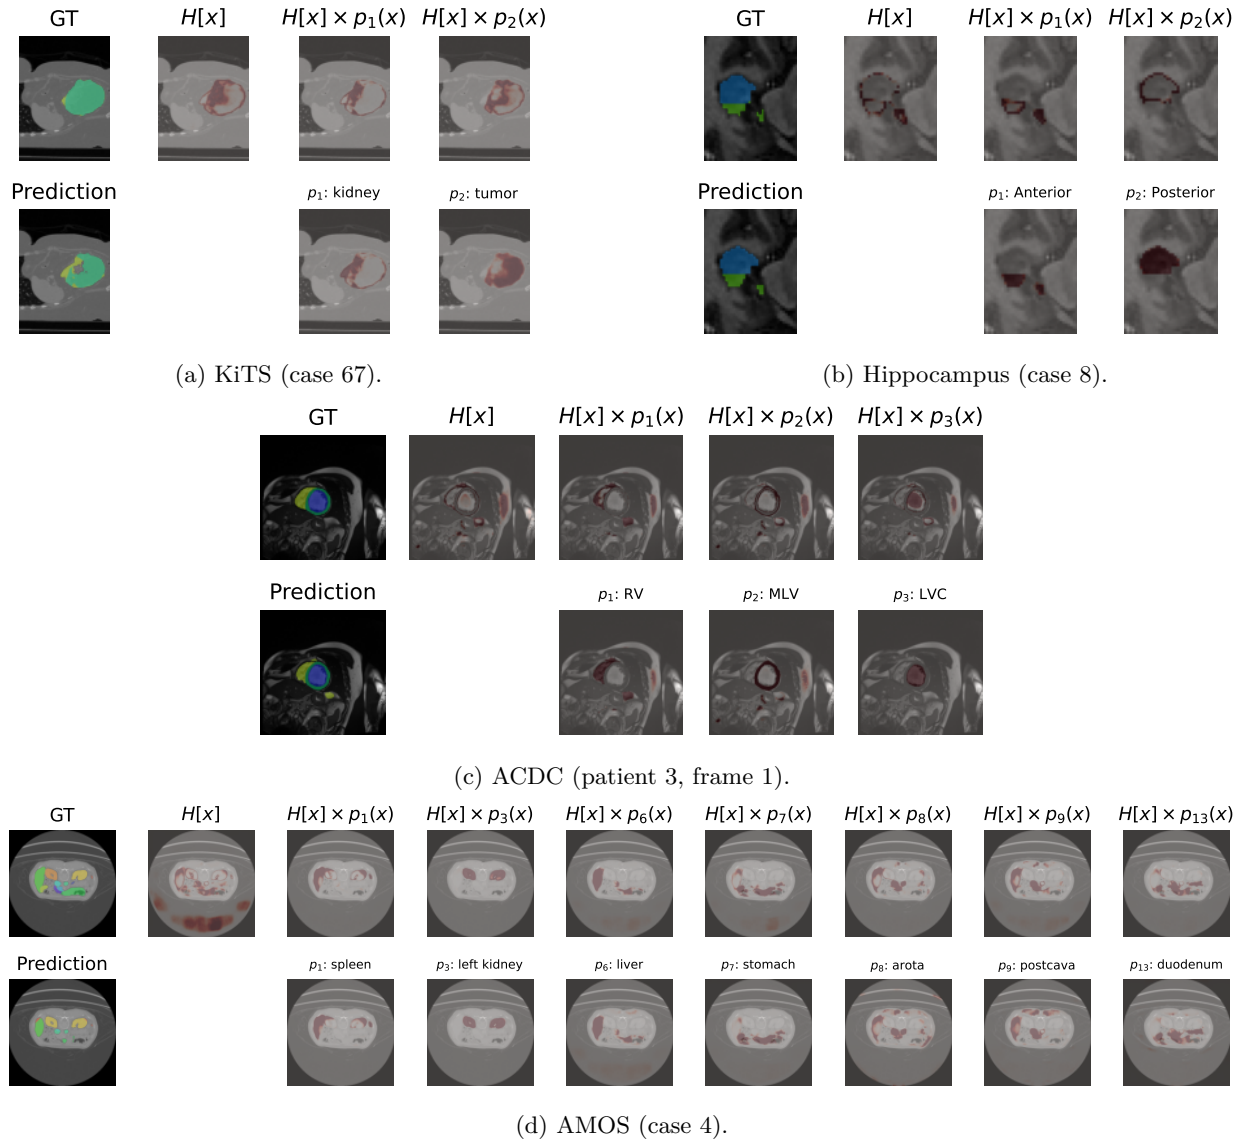 GT H[x] H[x] × p₁(x) H[x] × p₂(x)
Prediction p₁: kidney p₂: tumor
(a) KiTS (case 67).
GT H[x] H[x] × p₁(x) H[x] × p₂(x)
Prediction p₁: Anterior p₂: Posterior
(b) Hippocampus (case 8).
GT H[x] H[x] × p₁(x) H[x] × p₂(x) H[x] × p₃(x)
Prediction p₁: RV p₂: MLV p₃: LVC
(c) ACDC (patient 3, frame 1).
GT H[x] H[x] × p₁(x) H[x] × p₃(x) H[x] × p₆(x) H[x] × p₇(x) H[x] × p₈(x) H[x] × p₉(x) H[x] × p₁₃(x)
Prediction p₁: spleen p₃: left kidney p₆: liver p₇: stomach p₈: arota p₉: postcava p₁₃: duodenum
(d) AMOS (case 4).